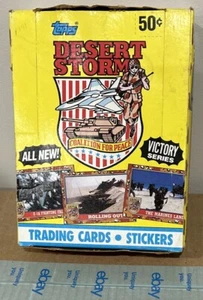 Topps
50¢
DESERT
STORM
COALITION FOR PEACE
ALL NEW!
VICTORY
SERIES
ROLLING OUT
THE MARINES LAND
TRADING CARDS • STICKERS
ebay
ebay